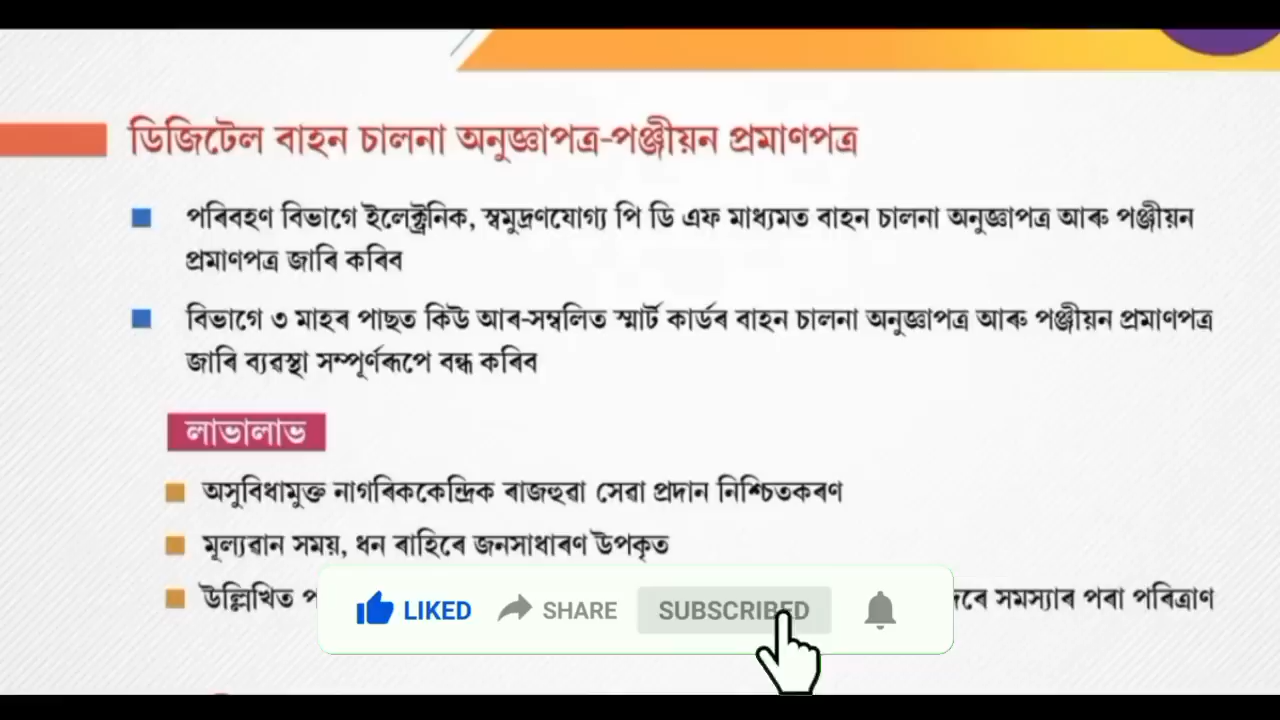 ডিজিটেল বাহন চালনা অনুজ্ঞাপত্ৰ-পঞ্জীয়ন প্ৰমাণপত্ৰ
পৰিবহণ বিভাগে ইলেক্ট্ৰনিক, স্বমুদ্ৰণযোগ্য পি ডি এফ মাধ্যমত বাহন চালনা অনুজ্ঞাপত্ৰ আৰু পঞ্জীয়ন
প্ৰমাণপত্ৰ জাৰি কৰিব
বিভাগে ৩ মাহৰ পাছত কিউ আৰ-সম্বলিত স্মাৰ্ট কাৰ্ডৰ বাহন চালনা অনুজ্ঞাপত্ৰ আৰু পঞ্জীয়ন প্ৰমাণপত্ৰ
জাৰি ব্যৱস্থা সম্পূৰ্ণৰূপে বন্ধ কৰিব
লাভালাভ
অসুবিধামুক্ত নাগৰিককেন্দ্ৰিক ৰাজহুৱা সেৱা প্ৰদান নিশ্চিতকৰণ
মূল্যৱান সময়, ধন ৰাহিৰে জনসাধাৰণ উপকৃত
উল্লিখিত সমস্যাৰ পৰা পৰিত্ৰাণ
LIKED SHARE SUBSCRIBED